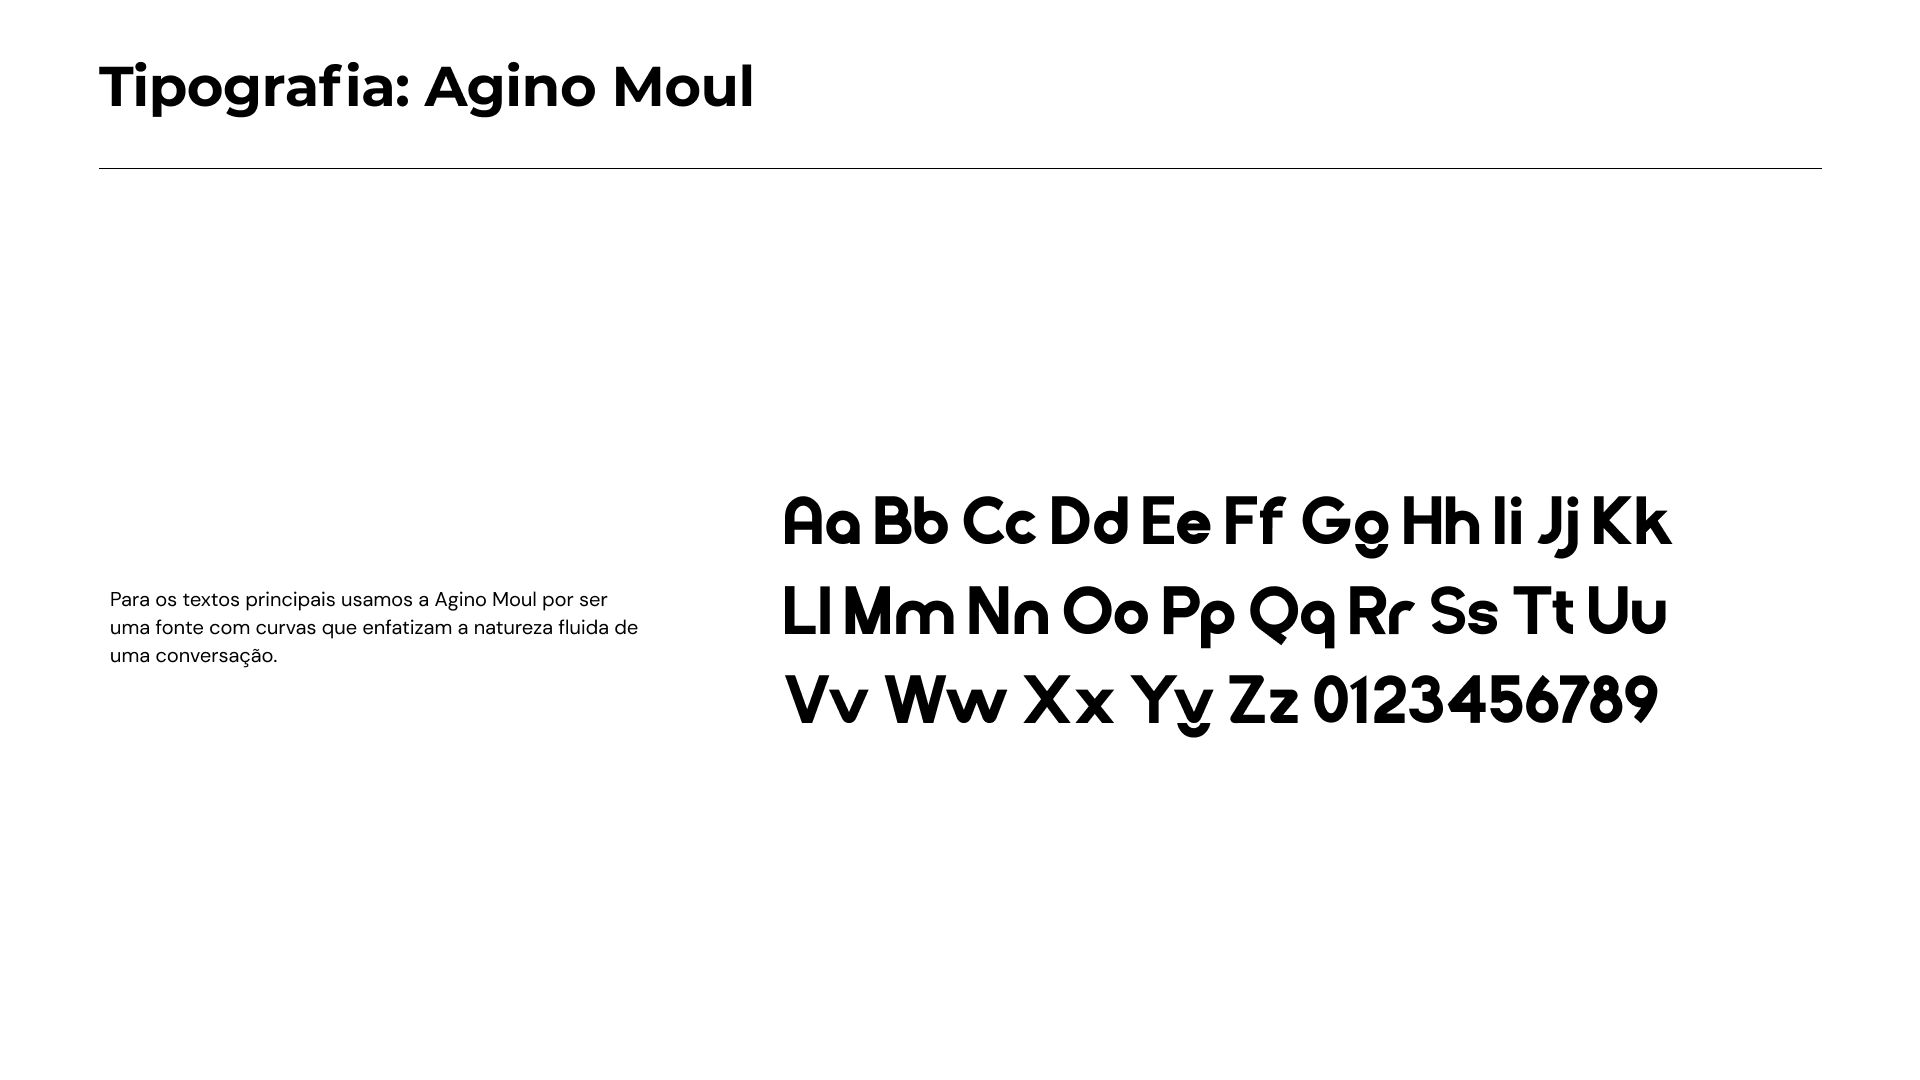 Tipografia: Agino Moul
Para os textos principais usamos a Agino Moul por ser
uma fonte com curvas que enfatizam a natureza fluida de
uma conversação.
Aa Bb Cc Dd Ee Ff Gg Hh Ii Jj Kk
Ll Mm Nn Oo Pp Qq Rr Ss Tt Uu
Vv Ww Xx Yy Zz 0123456789